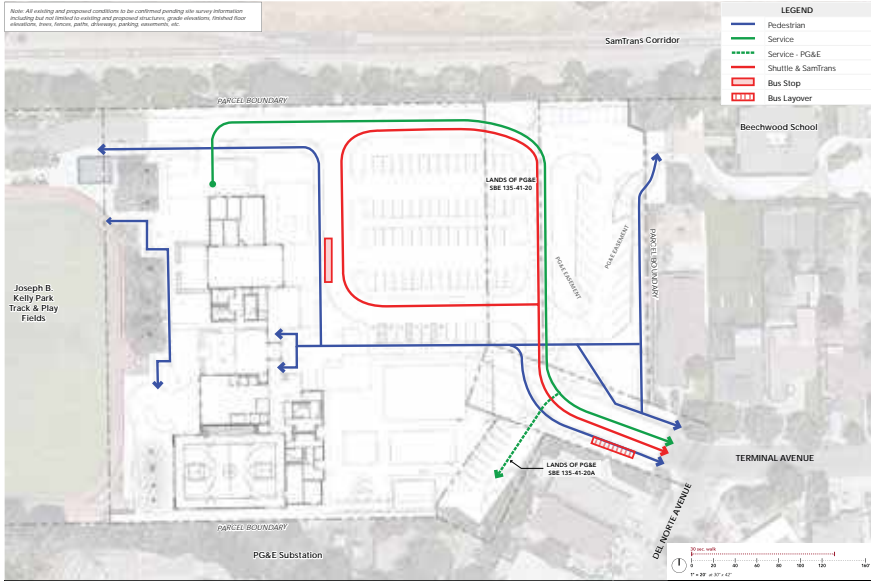 Note: All existing and proposed conditions to be confirmed pending site survey information
including but not limited to existing and proposed structures, grade elevations, finished floor
elevations, trees, fences, paths, driveways, parking, easements, etc.
LEGEND
Pedestrian
Service
Service - PG&E
Shuttle & SamTrans
Bus Stop
Bus Layover
SamTrans Corridor
PARCEL BOUNDARY
Beechwood School
LANDS OF PG&E
SBE 135-41-20
PG&E EASEMENT
PG&E EASEMENT
PARCEL BOUNDARY
Joseph B.
Kelly Park
Track & Play
Fields
LANDS OF PG&E
SBE 135-41-20A
TERMINAL AVENUE
DEL NORTE AVENUE
PARCEL BOUNDARY
PG&E Substation
30 sec. walk
0 20 40 60 80 100 120 160'
1" = 20' at 30" x 42"